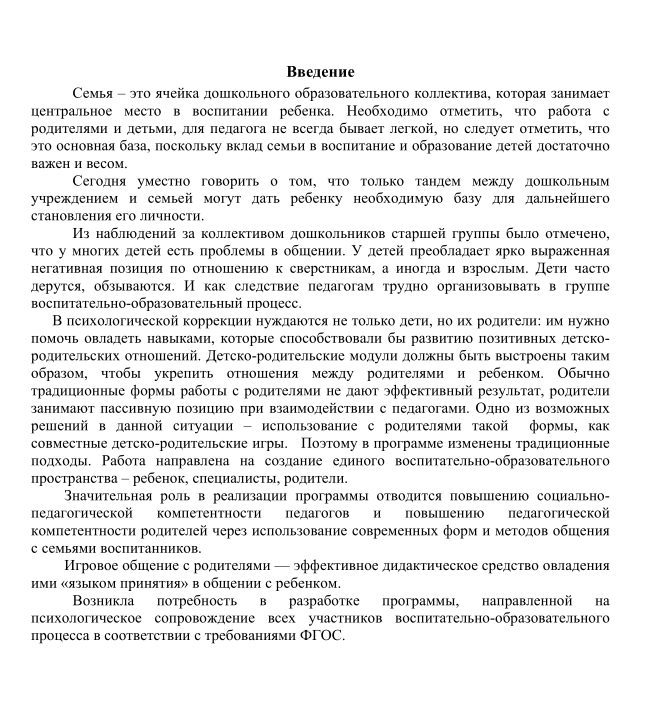 Введение
Семья – это ячейка дошкольного образовательного коллектива, которая занимает
центральное место в воспитании ребенка. Необходимо отметить, что работа с
родителями и детьми, для педагога не всегда бывает легкой, но следует отметить, что
это основная база, поскольку вклад семьи в воспитание и образование детей достаточно
важен и весом.
Сегодня уместно говорить о том, что только тандем между дошкольным
учреждением и семьей могут дать ребенку необходимую базу для дальнейшего
становления его личности.
Из наблюдений за коллективом дошкольников старшей группы было отмечено,
что у многих детей есть проблемы в общении. У детей преобладает ярко выраженная
негативная позиция по отношению к сверстникам, а иногда и взрослым. Дети часто
дерутся, обзываются. И как следствие педагогам трудно организовывать в группе
воспитательно-образовательный процесс.
В психологической коррекции нуждаются не только дети, но их родители: им нужно
помочь овладеть навыками, которые способствовали бы развитию позитивных детско-
родительских отношений. Детско-родительские модули должны быть выстроены таким
образом, чтобы укрепить отношения между родителями и ребенком. Обычно
традиционные формы работы с родителями не дают эффективный результат, родители
занимают пассивную позицию при взаимодействии с педагогами. Одно из возможных
решений в данной ситуации – использование с родителями такой формы, как
совместные детско-родительские игры. Поэтому в программе изменены традиционные
подходы. Работа направлена на создание единого воспитательно-образовательного
пространства – ребенок, специалисты, родители.
Значительная роль в реализации программы отводится повышению социально-
педагогической компетентности педагогов и повышению педагогической
компетентности родителей через использование современных форм и методов общения
с семьями воспитанников.
Игровое общение с родителями — эффективное дидактическое средство овладения
ими «языком принятия» в общении с ребенком.
Возникла потребность в разработке программы, направленной на
психологическое сопровождение всех участников воспитательно-образовательного
процесса в соответствии с требованиями ФГОС.